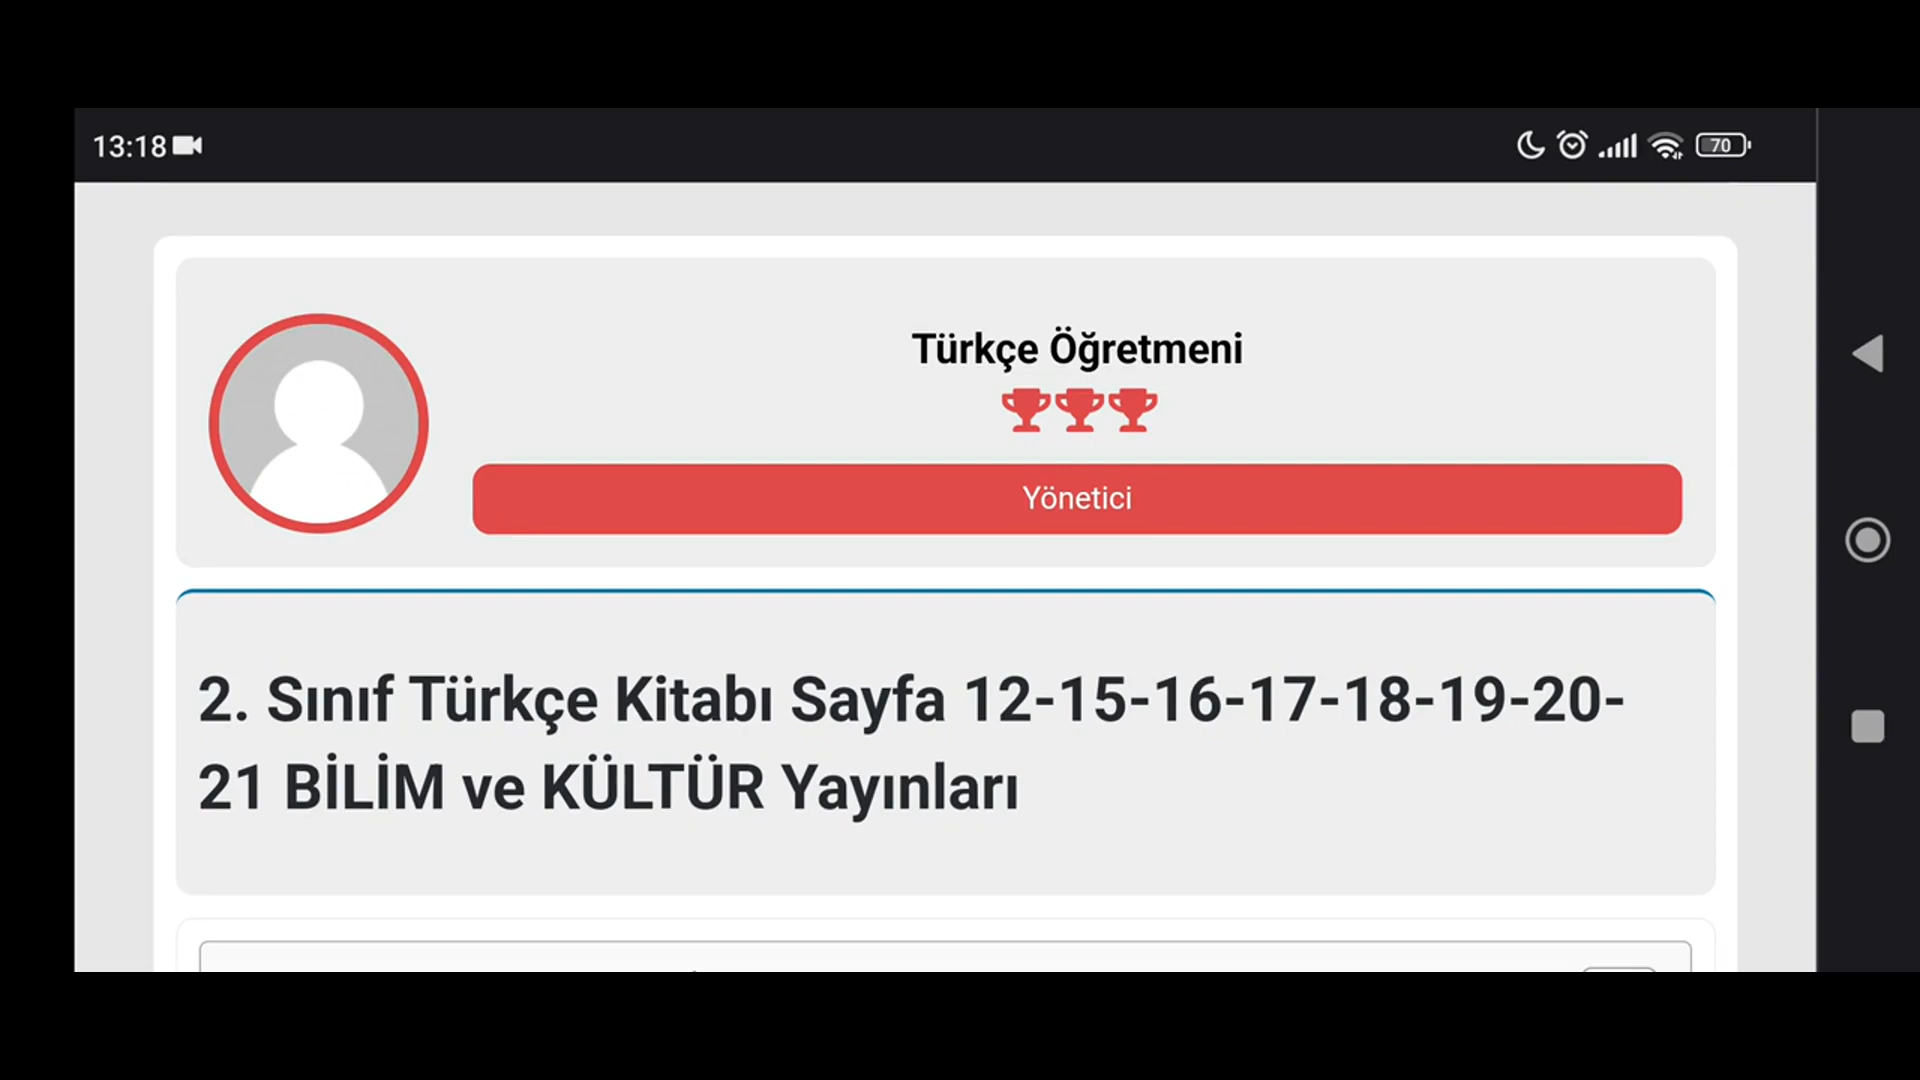 13:18
70
Türkçe Öğretmeni
Yönetici
2. Sınıf Türkçe Kitabı Sayfa 12-15-16-17-18-19-20-
21 BİLİM ve KÜLTÜR Yayınları